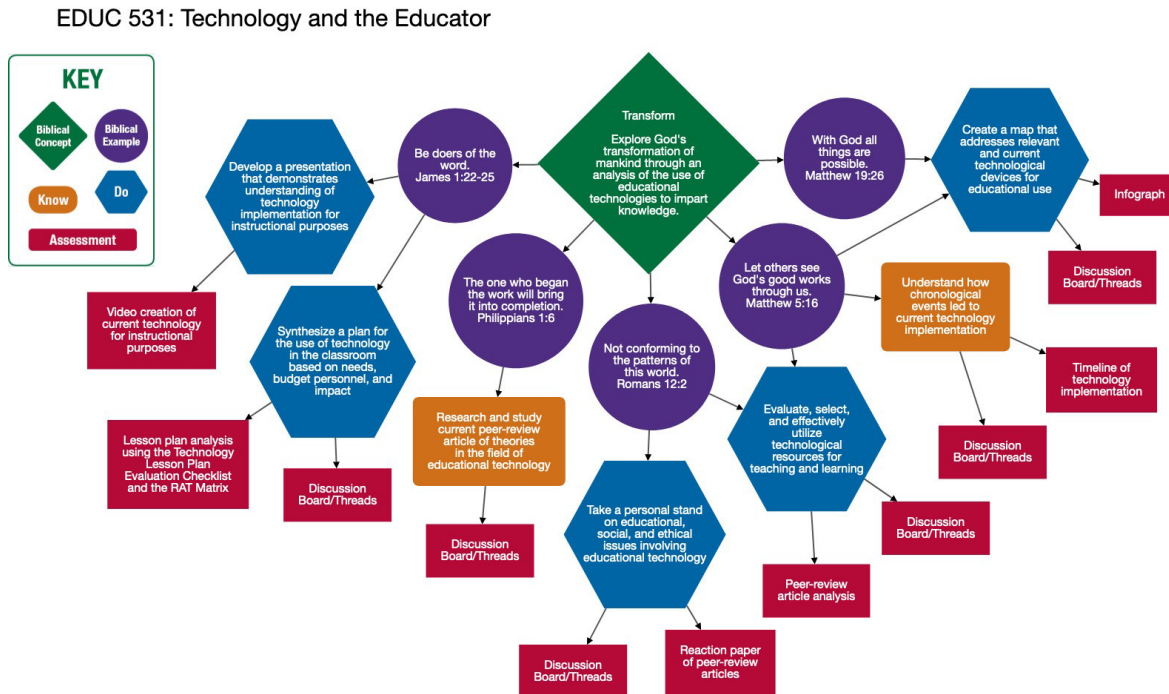 EDUC 531: Technology and the Educator
KEY
Biblical
Concept
Biblical
Example
Know
Do
Assessment
Transform
Explore God's
transformation of
mankind through an
analysis of the use of
educational
technologies to impart
knowledge.
Be doers of the
word.
James 1:22-25
Develop a presentation
that demonstrates
understanding of
technology
implementation for
instructional purposes
Video creation of
current technology
for instructional
purposes
Synthesize a plan for
the use of technology
in the classroom
based on needs,
budget personnel, and
impact
Lesson plan analysis
using the Technology
Lesson Plan
Evaluation Checklist
and the RAT Matrix
Discussion
Board/Threads
The one who began
the work will bring
it into completion.
Philippians 1:6
Research and study
current peer-review
article of theories
in the field of
educational technology
Discussion
Board/Threads
Not conforming to
the patterns of
this world.
Romans 12:2
Take a personal stand
on educational,
social, and ethical
issues involving
educational technology
Discussion
Board/Threads
Reaction paper
of peer-review
articles
Let others see
God's good works
through us.
Matthew 5:16
Evaluate, select,
and effectively
utilize
technological
resources for
teaching and learning
Peer-review
article analysis
Discussion
Board/Threads
Understand how
chronological
events led to
current technology
implementation
Discussion
Board/Threads
Timeline of
technology
implementation
With God all
things are
possible.
Matthew 19:26
Create a map that
addresses relevant
and current
technological
devices for
educational use
Infograph
Discussion
Board/Threads